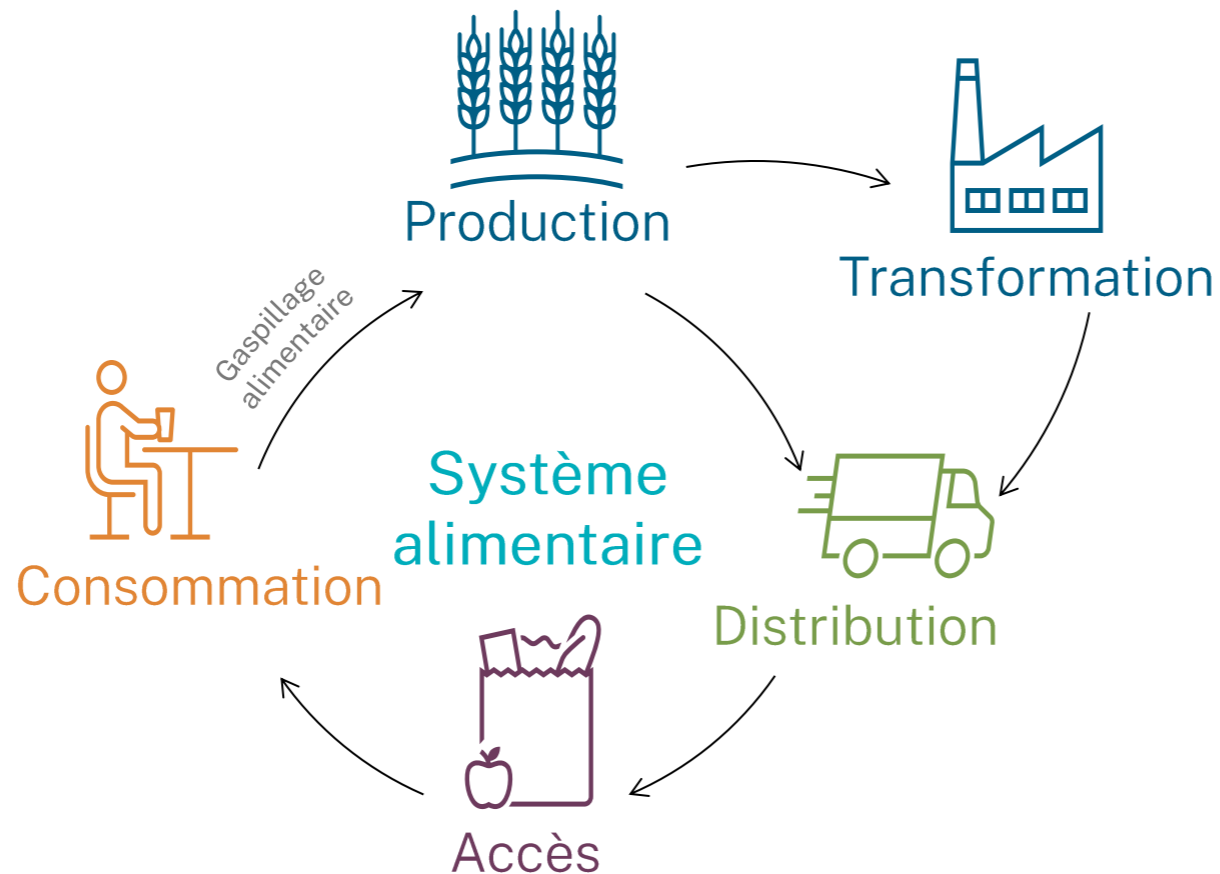 Production
Transformation
Gaspillage
alimentaire
Système
alimentaire
Consommation
Distribution
Accès